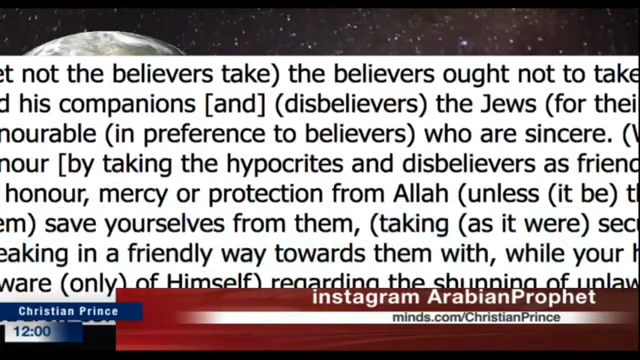 et not the believers take) the believers ought not to take
d his companions [and] (disbelievers) the Jews (for thei
nourable (in preference to believers) who are sincere. (
nour [by taking the hypocrites and disbelievers as friend
honour, mercy or protection from Allah (unless (it be) t
em) save yourselves from them, (taking (as it were) secu
eaking in a friendly way towards them with, while your h
ware (only) of Himself) regarding the shunning of unlaw
instagram ArabianProphet
Christian Prince
minds.com/ChristianPrince
12:00